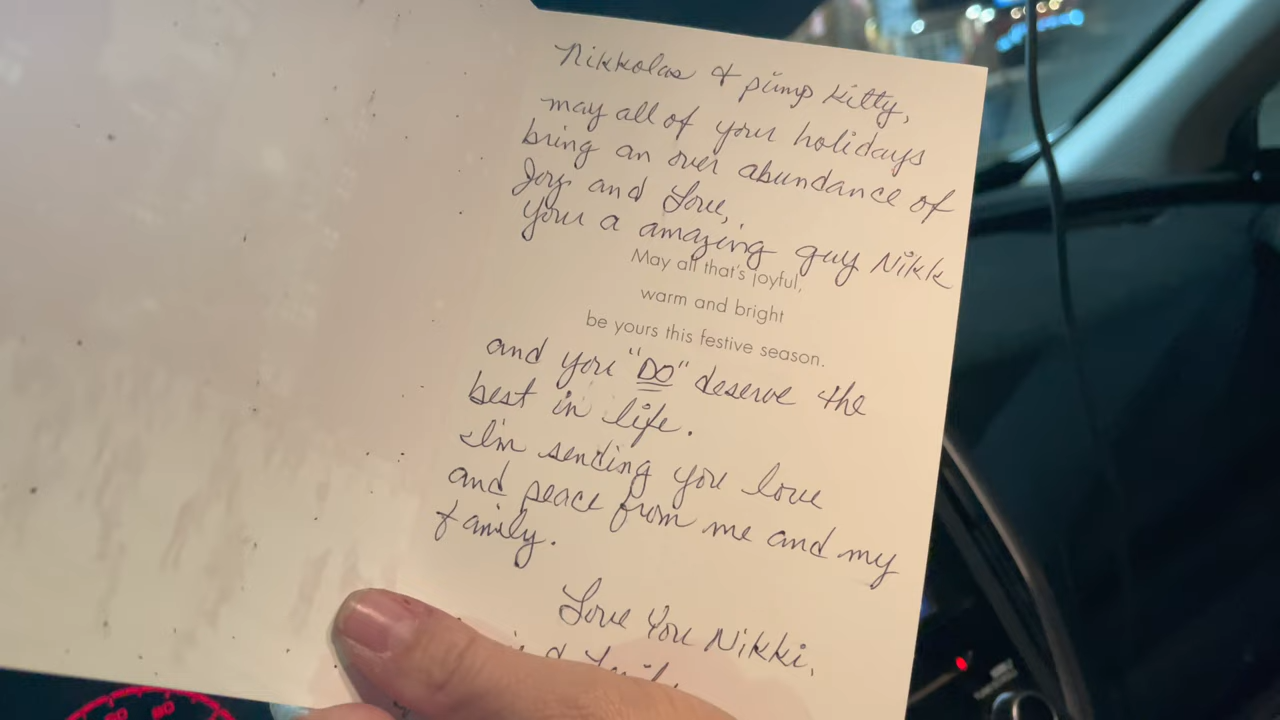 Nikkolas & pimp Kitty,
may all of your holidays
bring an over abundance of
Joy and Love,
your a amazing guy Nikk
May all that's joyful,
warm and bright
be yours this festive season.
and you "DO" deserve the
best in life.
I'm sending you love
and peace from me and my
family.
Love You Nikki,